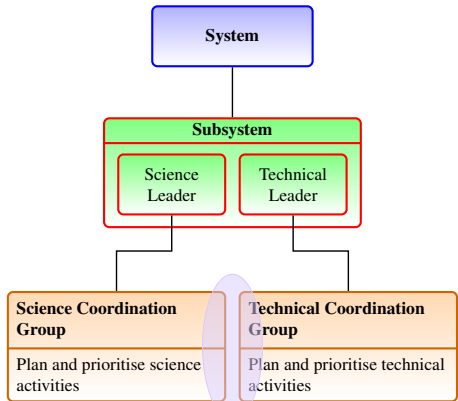 System
Subsystem
Science
Leader
Technical
Leader
Science Coordination
Group
Plan and prioritise science
activities
Technical Coordination
Group
Plan and prioritise technical
activities